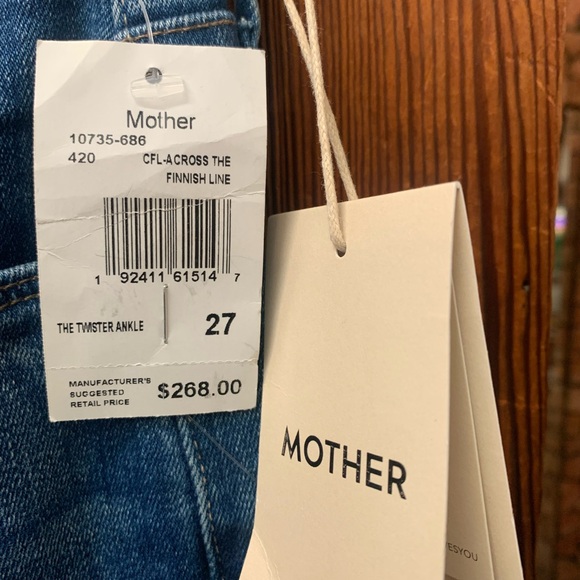 Mother
10735-686
420 CFL-ACROSS THE
FINNISH LINE
1 92411 61514 7
THE TWISTER ANKLE 27
MANUFACTURER'S
SUGGESTED
RETAIL PRICE $268.00
MOTHER
ESYOU